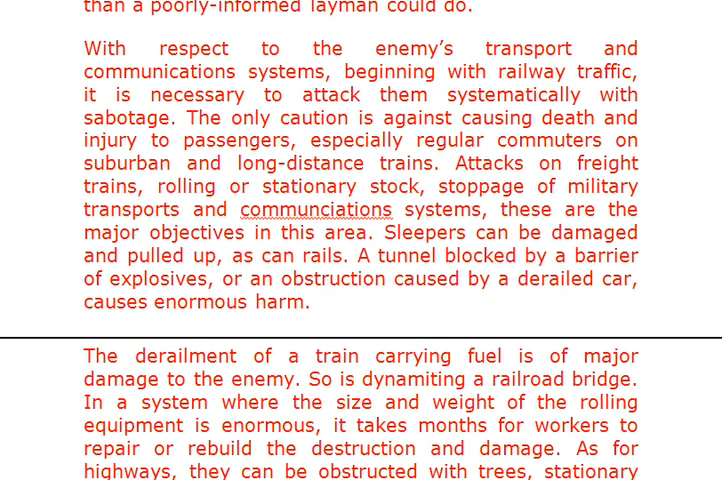 than a poorly-informed layman could do.
With respect to the enemy's transport and
communications systems, beginning with railway traffic,
it is necessary to attack them systematically with
sabotage. The only caution is against causing death and
injury to passengers, especially regular commuters on
suburban and long-distance trains. Attacks on freight
trains, rolling or stationary stock, stoppage of military
transports and communciations systems, these are the
major objectives in this area. Sleepers can be damaged
and pulled up, as can rails. A tunnel blocked by a barrier
of explosives, or an obstruction caused by a derailed car,
causes enormous harm.
The derailment of a train carrying fuel is of major
damage to the enemy. So is dynamiting a railroad bridge.
In a system where the size and weight of the rolling
equipment is enormous, it takes months for workers to
repair or rebuild the destruction and damage. As for
highways, they can be obstructed with trees, stationary